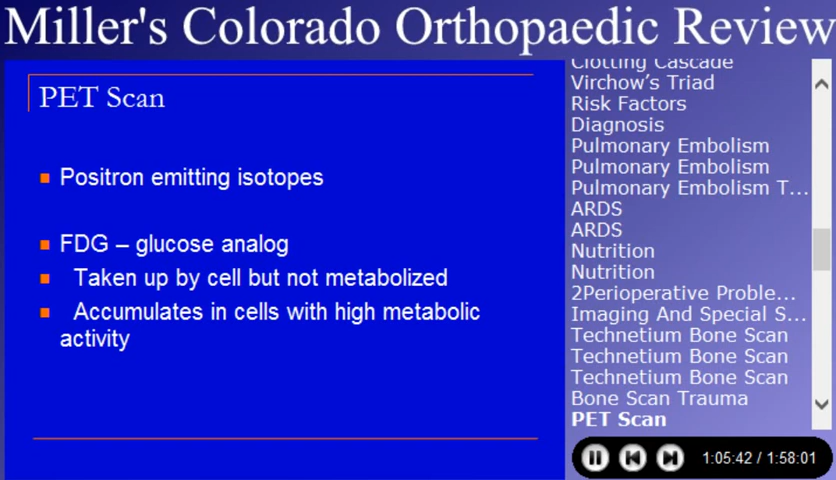 Miller's Colorado Orthopaedic Review
PET Scan
Positron emitting isotopes
FDG – glucose analog
Taken up by cell but not metabolized
Accumulates in cells with high metabolic
activity
Clotting Cascade
Virchow's Triad
Risk Factors
Diagnosis
Pulmonary Embolism
Pulmonary Embolism
Pulmonary Embolism T...
ARDS
ARDS
Nutrition
Nutrition
2Perioperative Proble...
Imaging And Special S...
Technetium Bone Scan
Technetium Bone Scan
Technetium Bone Scan
Bone Scan Trauma
PET Scan
1:05:42 / 1:58:01